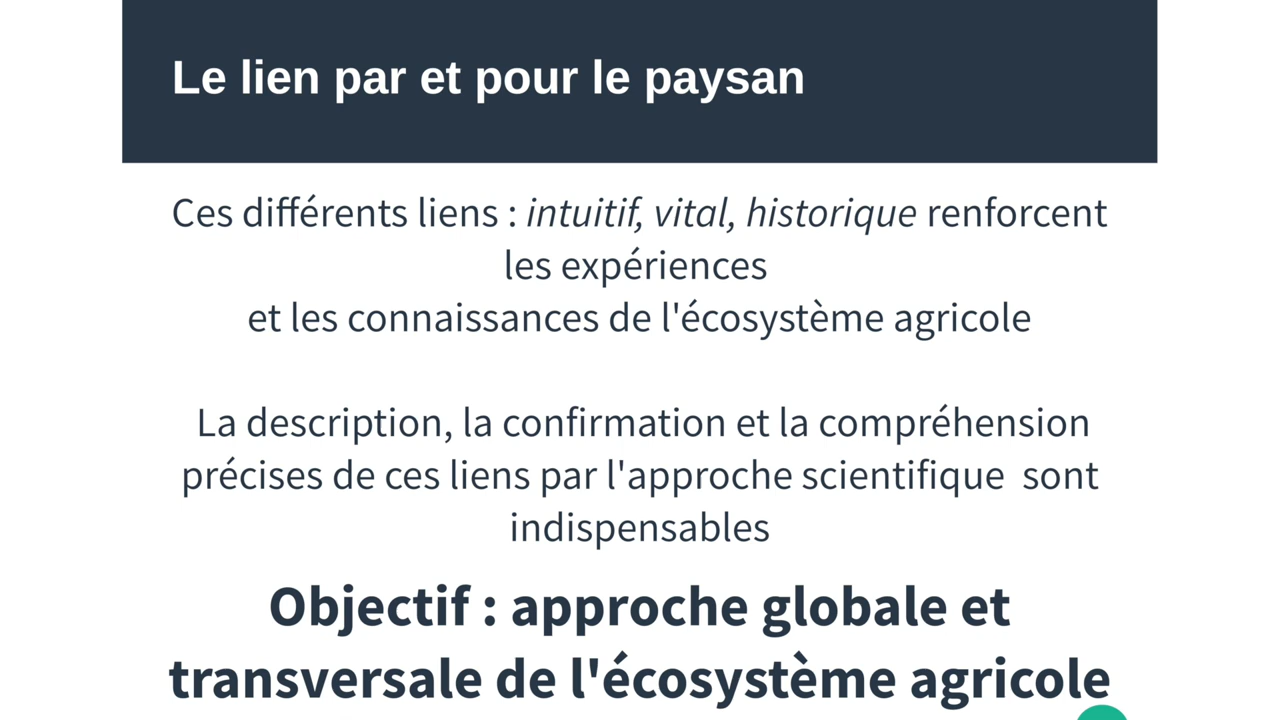 Le lien par et pour le paysan
Ces différents liens : intuitif, vital, historique renforcent
les expériences
et les connaissances de l'écosystème agricole
La description, la confirmation et la compréhension
précises de ces liens par l'approche scientifique  sont
indispensables
Objectif : approche globale et
transversale de l'écosystème agricole